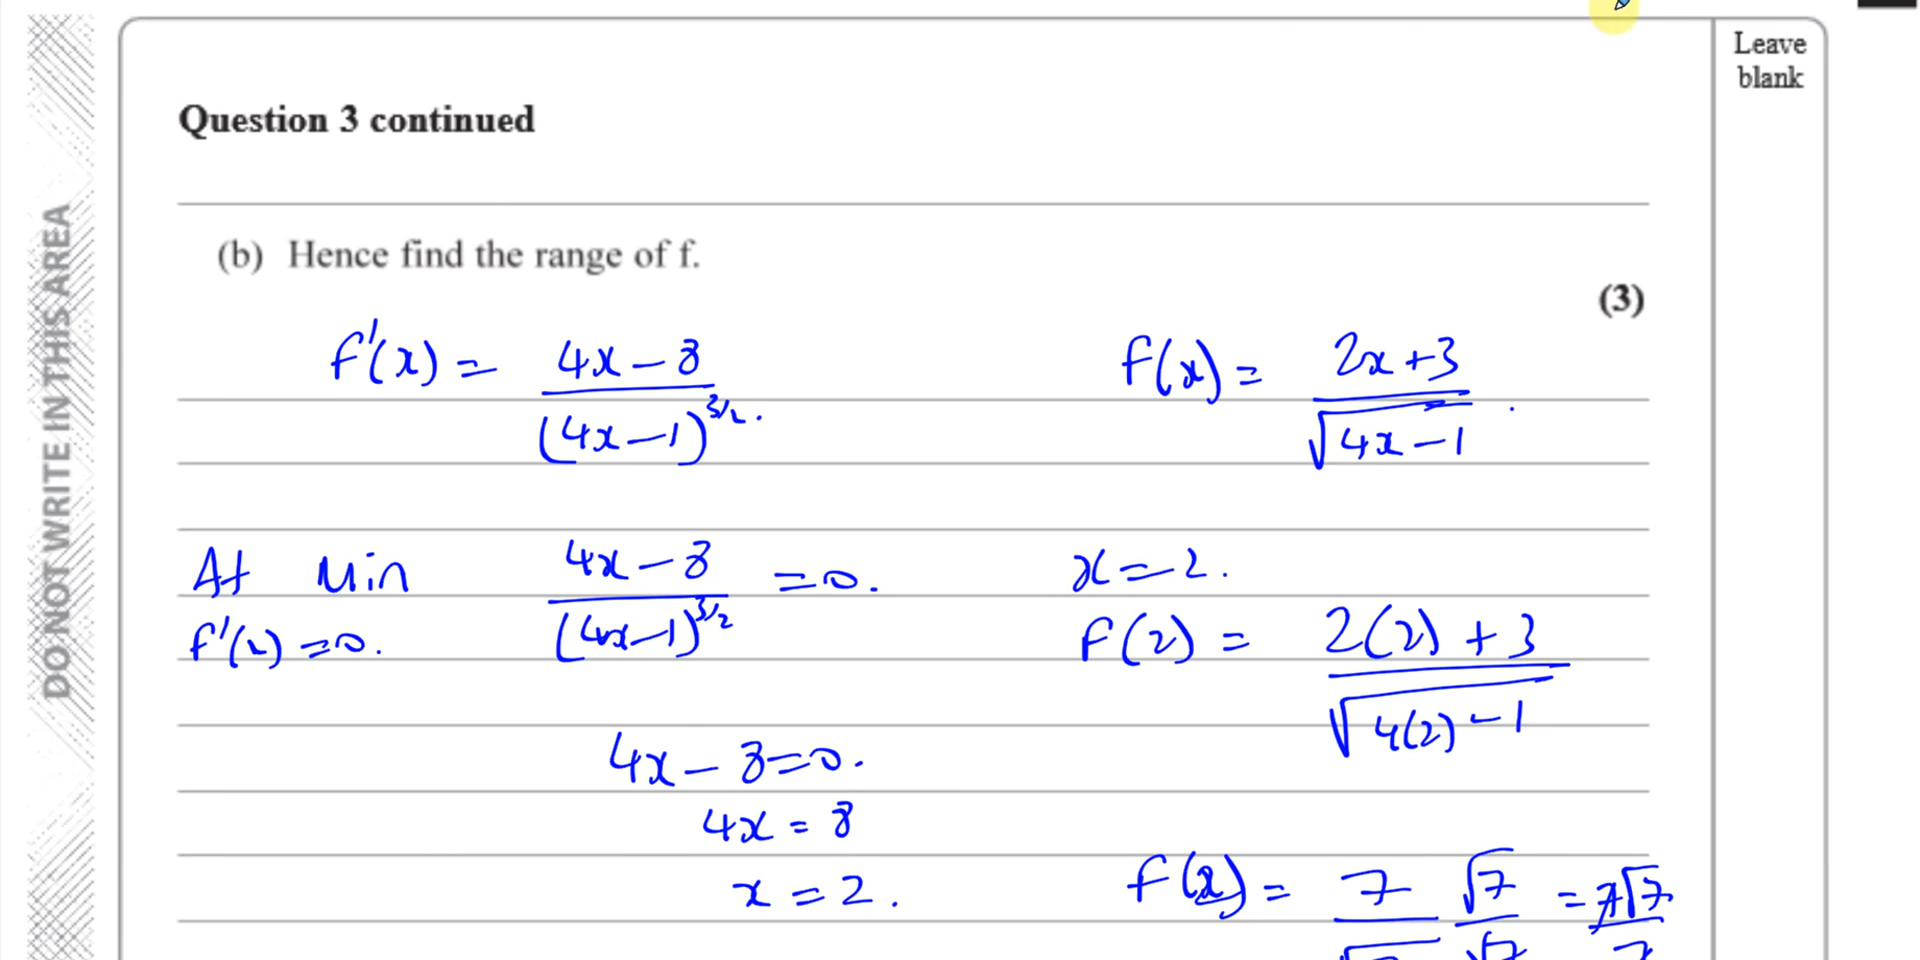 Leave
blank
Question 3 continued
DO NOT WRITE IN THIS AREA
(b) Hence find the range of f.
(3)
f'(x) = (4x - 8)/(4x - 1)^(3/2).
f(x) = (2x + 3)/√(4x - 1).
At Min (4x - 8)/(4x - 1)^(3/2) = 0.
f'(x) = 0.
x = 2.
f(2) = (2(2) + 3)/√(4(2) - 1)
4x - 8 = 0.
4x = 8
x = 2.
f(2) = 7/√7 √7/√7 = 7√7/7